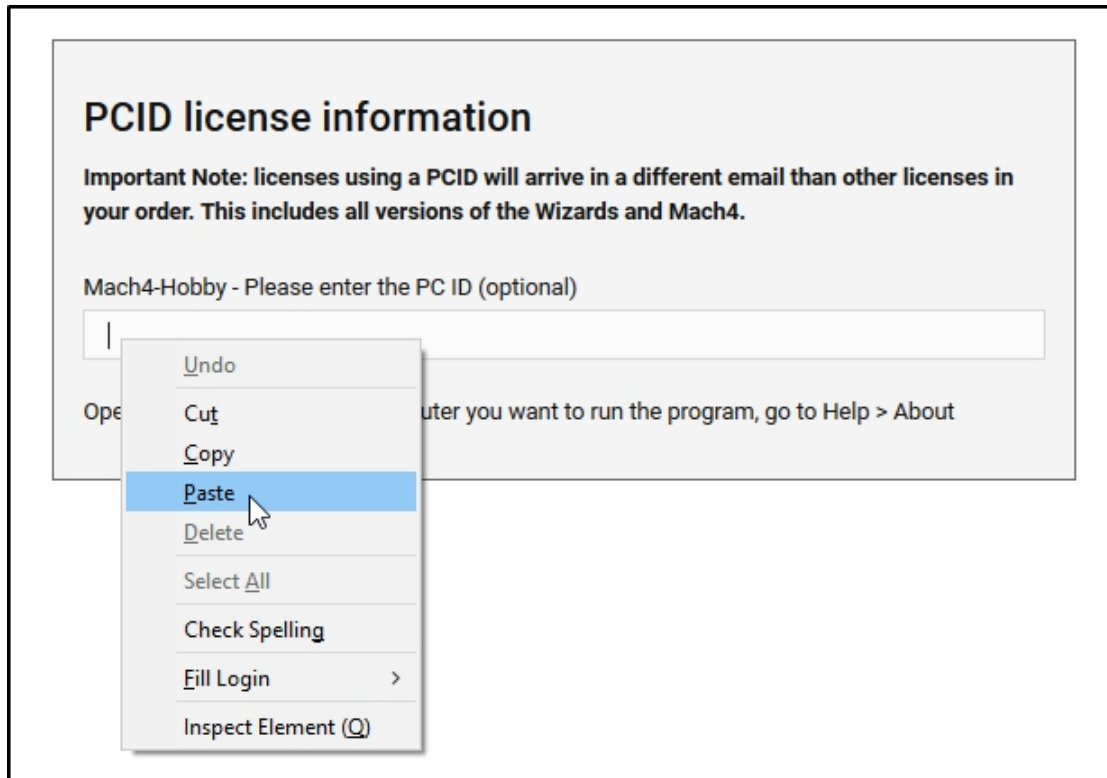 PCID license information
Important Note: licenses using a PCID will arrive in a different email than other licenses in
your order. This includes all versions of the Wizards and Mach4.
Mach4-Hobby - Please enter the PC ID (optional)
Undo
Ope uter you want to run the program, go to Help > About
Cut
Copy
Paste
Delete
Select All
Check Spelling
Fill Login
Inspect Element (Q)